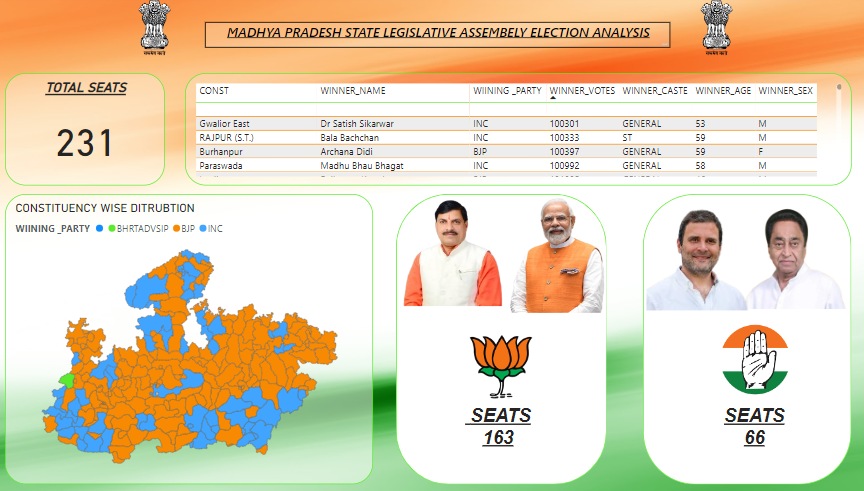 MADHYA PRADESH STATE LEGISLATIVE ASSEMBELY ELECTION ANALYSIS
TOTAL SEATS
231
CONST WINNER_NAME WIINING _PARTY WINNER_VOTES WINNER_CASTE WINNER_AGE WINNER_SEX
Gwalior East Dr Satish Sikarwar INC 100301 GENERAL 53 M
RAJPUR (S.T.) Bala Bachchan INC 100333 ST 59 M
Burhanpur Archana Didi BJP 100397 GENERAL 59 F
Paraswada Madhu Bhau Bhagat INC 100992 GENERAL 58 M
CONSTITUENCY WISE DITRUBTION
WIINING _PARTY BHRTADVSIP BJP INC
SEATS
163
SEATS
66